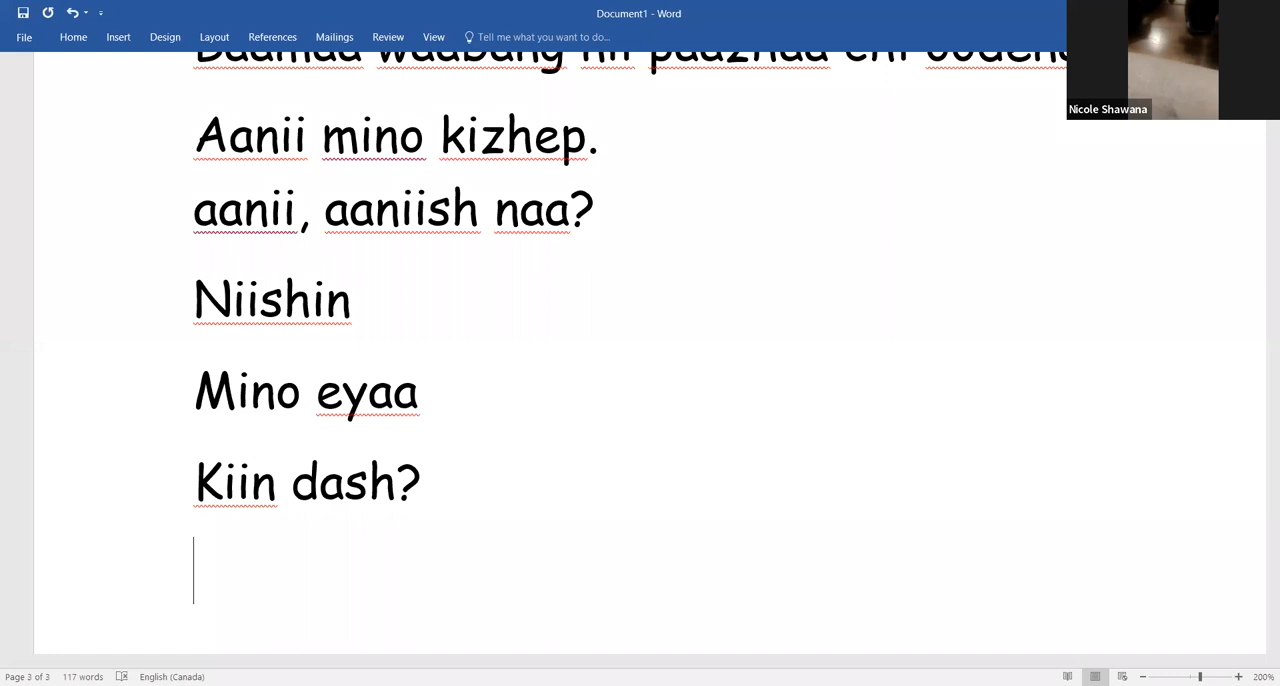 Document1 - Word
File Home Insert Design Layout References Mailings Review View Tell me what you want to do...
Nicole Shawana
Aanii mino kizhep.
aanii, aaniish naa?
Niishin
Mino eyaa
Kiin dash?
Page 3 of 3 117 words English (Canada) 200%